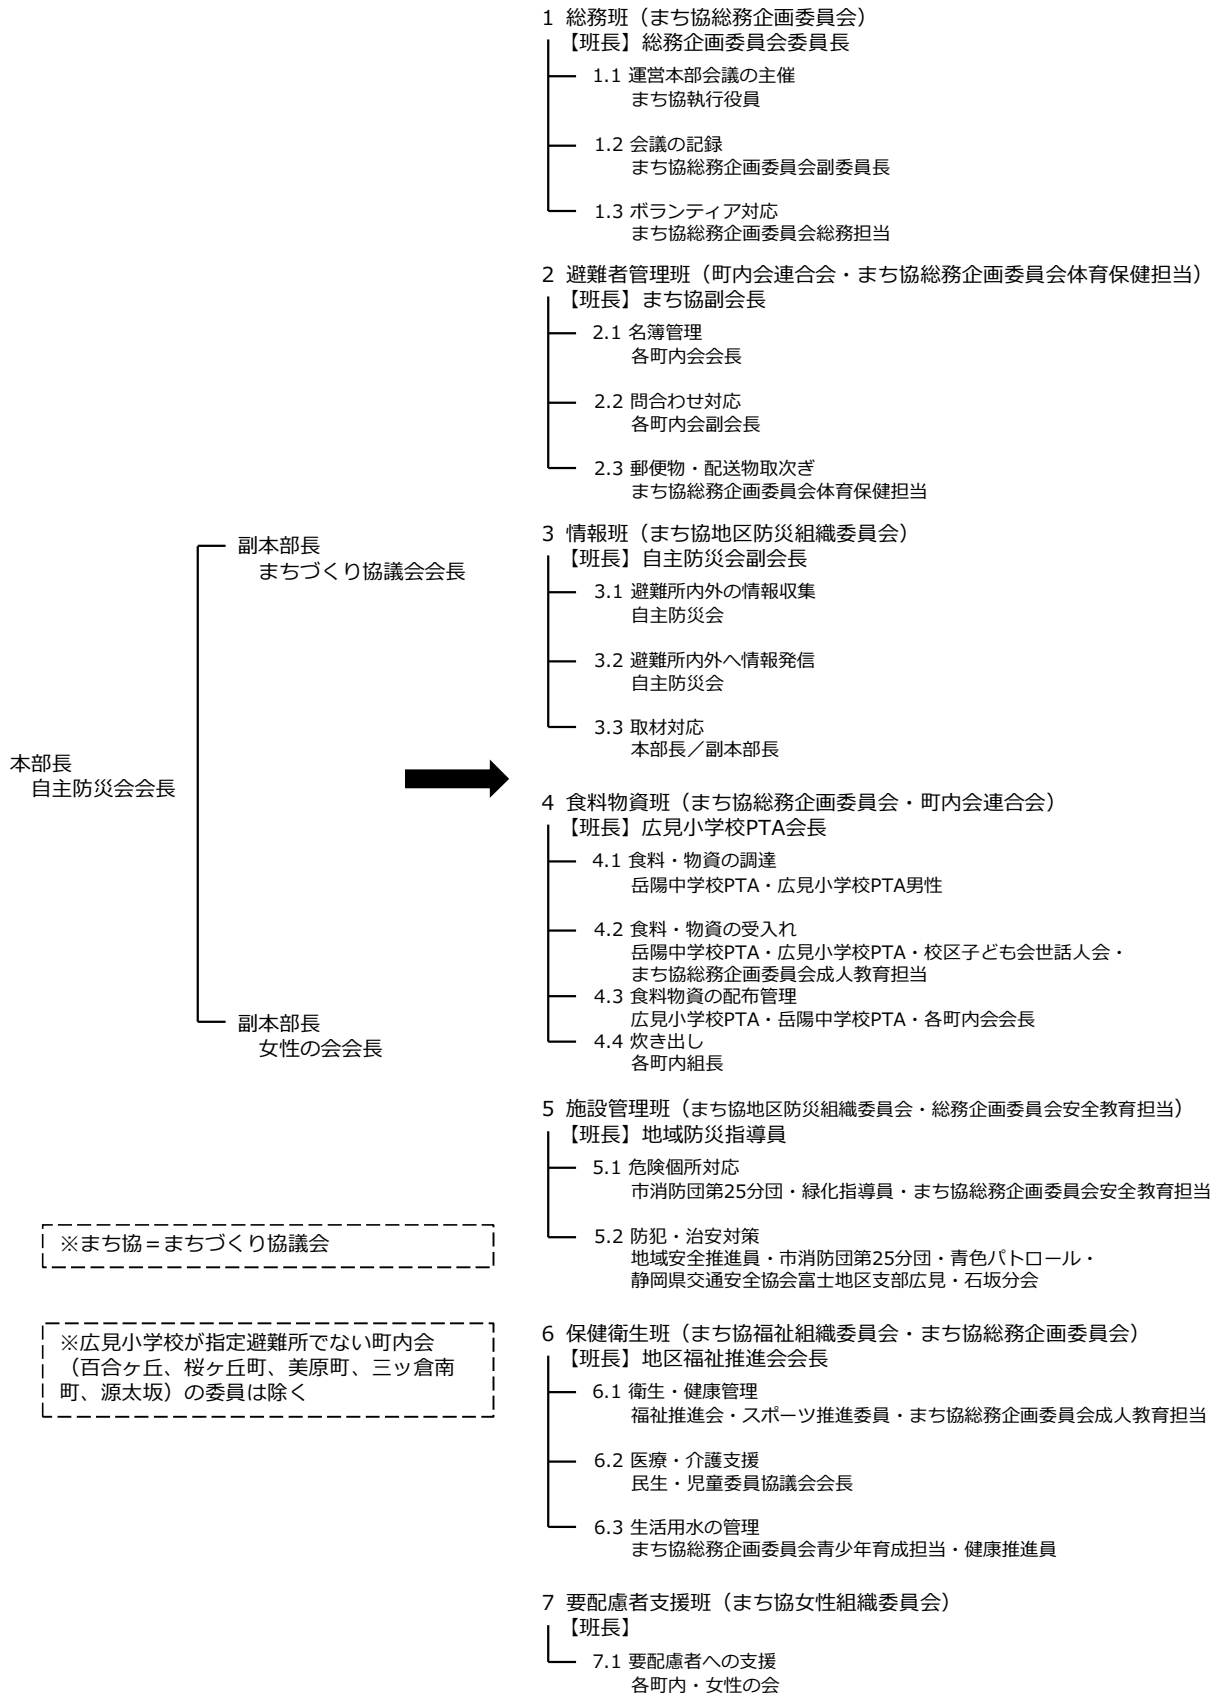 本部長
自主防災会会長
副本部長
まちづくり協議会会長
副本部長
女性の会会長
※まち協＝まちづくり協議会
※広見小学校が指定避難所でない町内会
（百合ヶ丘、桜ヶ丘町、美原町、三ッ倉南
町、源太坂）の委員は除く
1 総務班（まち協総務企画委員会）
【班長】総務企画委員会委員長
1.1 運営本部会議の主催
まち協執行役員
1.2 会議の記録
まち協総務企画委員会副委員長
1.3 ボランティア対応
まち協総務企画委員会総務担当
2 避難者管理班（町内会連合会・まち協総務企画委員会体育保健担当）
【班長】まち協副会長
2.1 名簿管理
各町内会会長
2.2 問合わせ対応
各町内会副会長
2.3 郵便物・配送物取次ぎ
まち協総務企画委員会体育保健担当
3 情報班（まち協地区防災組織委員会）
【班長】自主防災会副会長
3.1 避難所内外の情報収集
自主防災会
3.2 避難所内外へ情報発信
自主防災会
3.3 取材対応
本部長／副本部長
4 食料物資班（まち協総務企画委員会・町内会連合会）
【班長】広見小学校PTA会長
4.1 食料・物資の調達
岳陽中学校PTA・広見小学校PTA男性
4.2 食料・物資の受入れ
岳陽中学校PTA・広見小学校PTA・校区子ども会世話人会・
まち協総務企画委員会成人教育担当
4.3 食料物資の配布管理
広見小学校PTA・岳陽中学校PTA・各町内会会長
4.4 炊き出し
各町内組長
5 施設管理班（まち協地区防災組織委員会・総務企画委員会安全教育担当）
【班長】地域防災指導員
5.1 危険個所対応
市消防団第25分団・緑化指導員・まち協総務企画委員会安全教育担当
5.2 防犯・治安対策
地域安全推進員・市消防団第25分団・青色パトロール・
静岡県交通安全協会富士地区支部広見・石坂分会
6 保健衛生班（まち協福祉組織委員会・まち協総務企画委員会）
【班長】地区福祉推進会会長
6.1 衛生・健康管理
福祉推進会・スポーツ推進委員・まち協総務企画委員会成人教育担当
6.2 医療・介護支援
民生・児童委員協議会会長
6.3 生活用水の管理
まち協総務企画委員会青少年育成担当・健康推進員
7 要配慮者支援班（まち協女性組織委員会）
【班長】
7.1 要配慮者への支援
各町内・女性の会